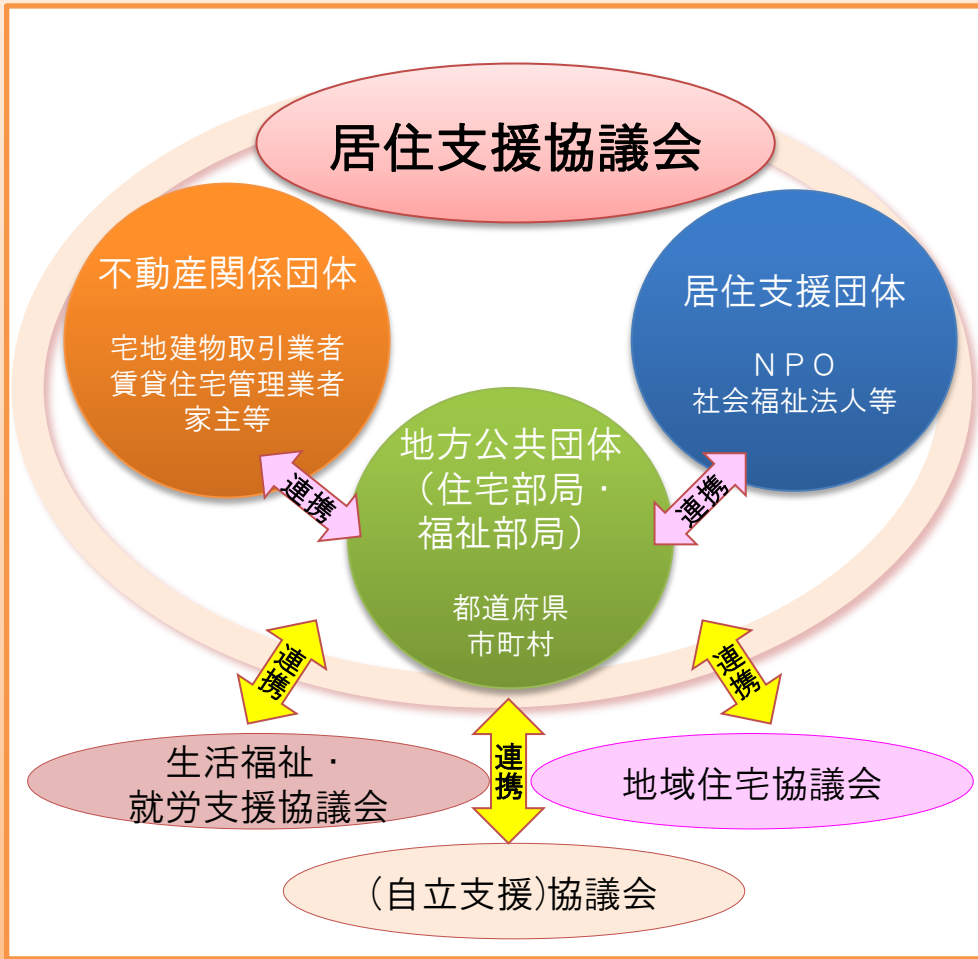 居住支援協議会
不動産関係団体
宅地建物取引業者
賃貸住宅管理業者
家主等
居住支援団体
ＮＰＯ
社会福祉法人等
地方公共団体
（住宅部局・
福祉部局）
都道府県
市町村
連携
連携
連携
連携
連携
生活福祉・
就労支援協議会
地域住宅協議会
（自立支援）協議会